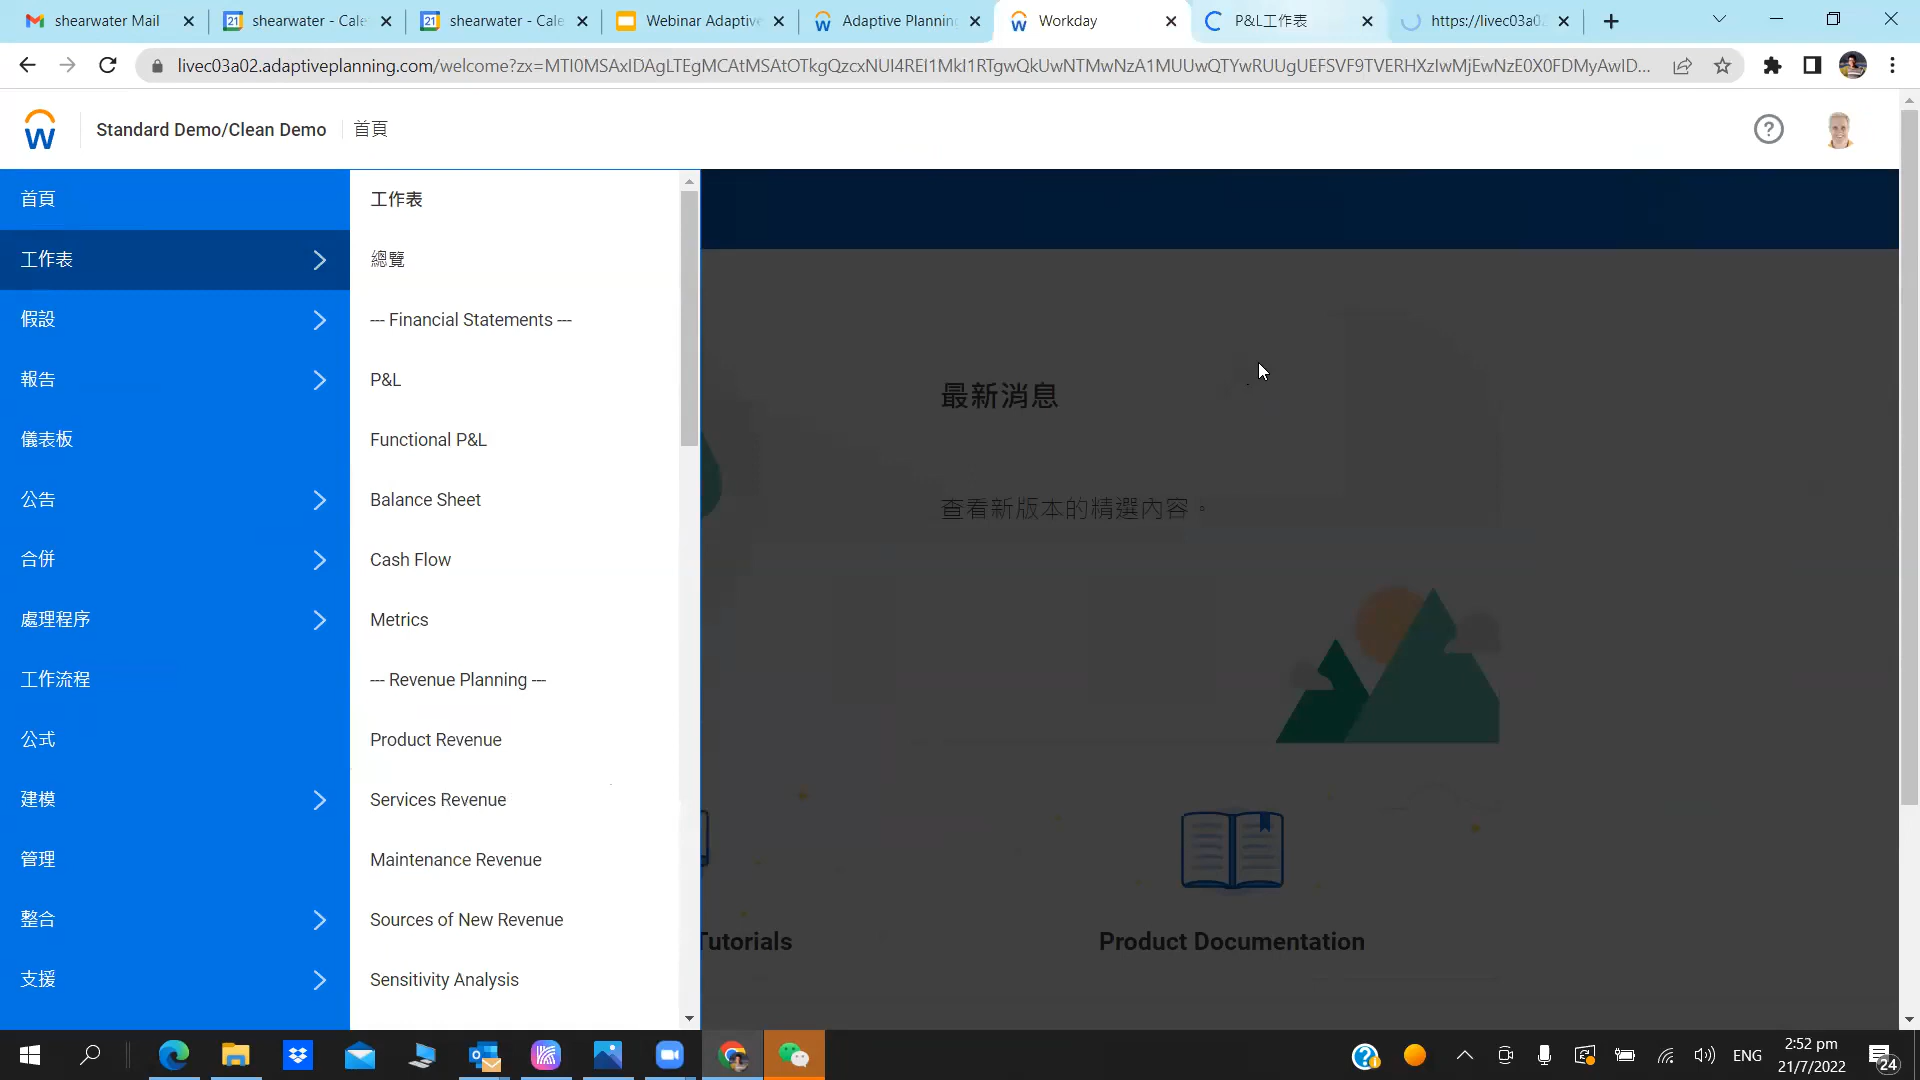 shearwater Mail
shearwater - Cale
shearwater - Cale
Webinar Adaptive
Adaptive Planning
Workday
P&L工作表
https://livec03a02
livec03a02.adaptiveplanning.com/welcome?zx=
Standard Demo/Clean Demo
首頁
首頁
工作表
假設
報告
儀表板
公告
合併
處理程序
工作流程
公式
建模
管理
整合
支援
工作表
總覽
--- Financial Statements ---
P&L
Functional P&L
Balance Sheet
Cash Flow
Metrics
--- Revenue Planning ---
Product Revenue
Services Revenue
Maintenance Revenue
Sources of New Revenue
Sensitivity Analysis
最新消息
查看新版本的精選內容。
Tutorials
Product Documentation
ENG
2:52 pm
21/7/2022
24